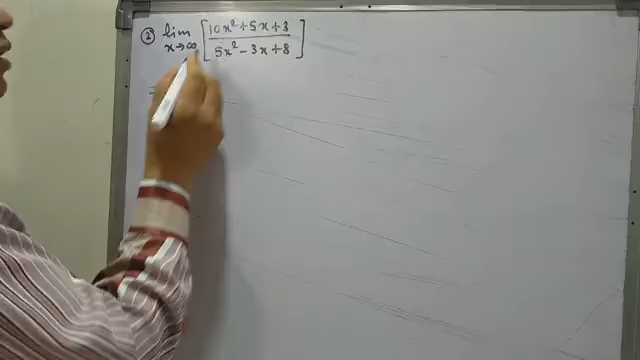 ② lim [ 10x²+5x+3
x→∞ 5x²-3x+8 ]
=